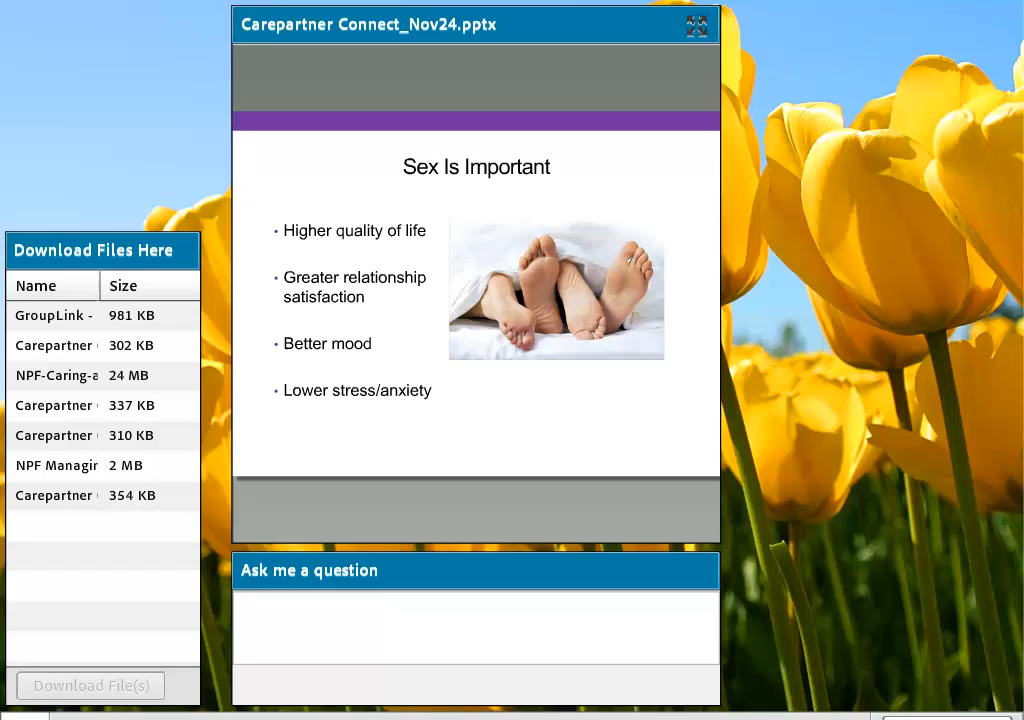 Carepartner Connect_Nov24.pptx
Sex Is Important
• Higher quality of life
• Greater relationship
satisfaction
• Better mood
• Lower stress/anxiety
Download Files Here
Name Size
GroupLink - 981 KB
Carepartner 302 KB
NPF-Caring-a 24 MB
Carepartner 337 KB
Carepartner 310 KB
NPF Managin 2 MB
Carepartner 354 KB
Download File(s)
Ask me a question